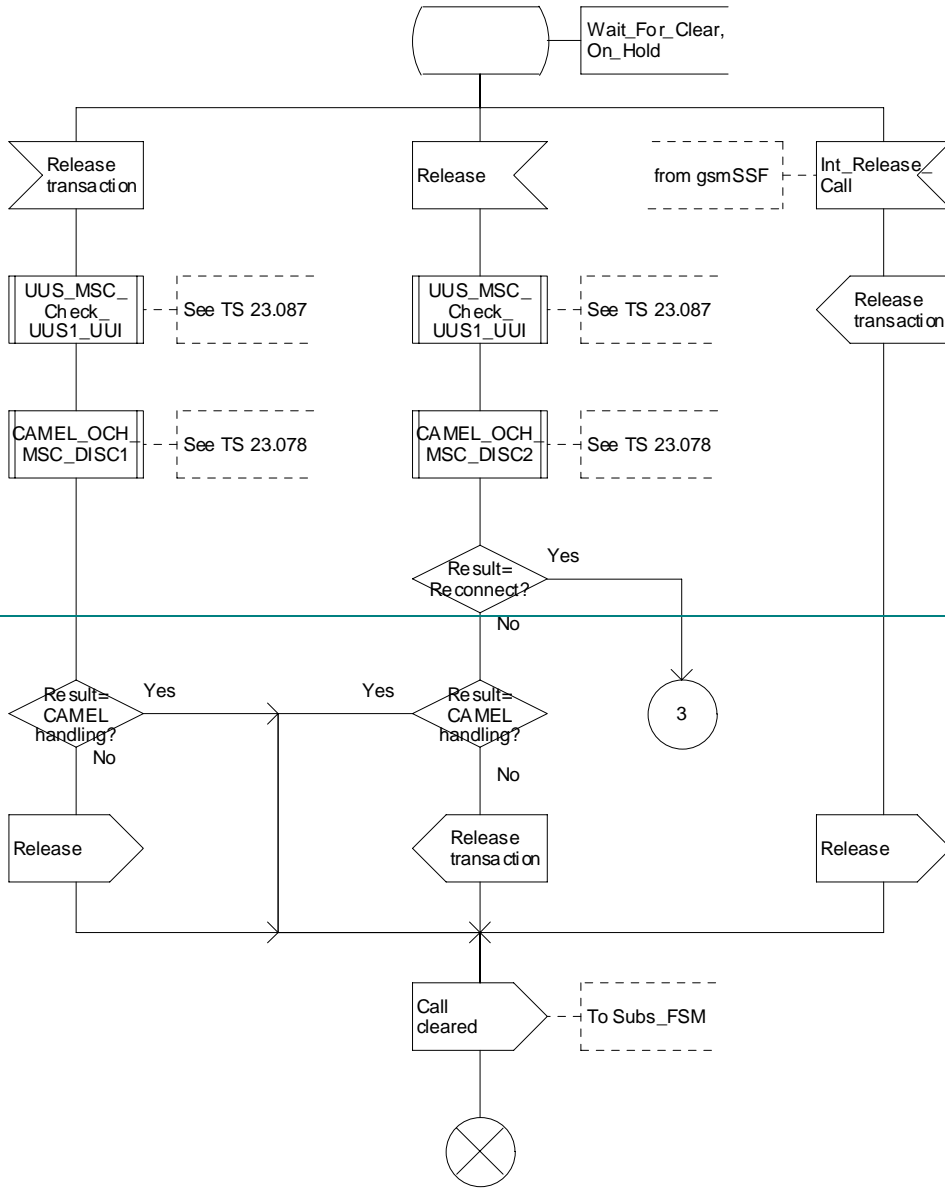 Wait_For_Clear,
On_Hold
Release
transaction
Release
from gsmSSF
Int_Release_
Call
UUS_MSC_
Check_
UUS1_UUI
See TS 23.087
UUS_MSC_
Check_
UUS1_UUI
See TS 23.087
Release
transaction
CAMEL_OCH_
MSC_DISC1
See TS 23.078
CAMEL_OCH_
MSC_DISC2
See TS 23.078
Result=
Reconnect?
Yes
No
Result=
CAMEL
handling?
Yes
No
Yes
Result=
CAMEL
handling?
No
3
Release
Release
transaction
Release
Call
cleared
To Subs_FSM